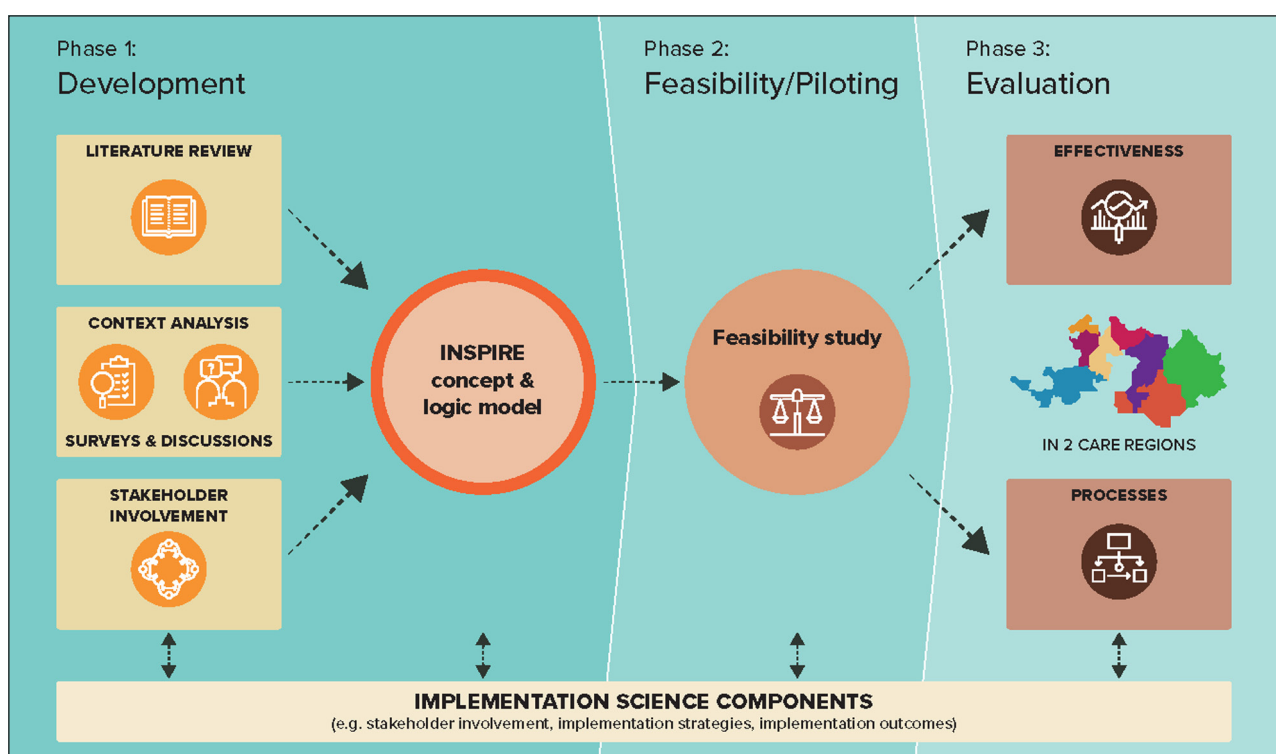 Phase 1:
Development
Phase 2:
Feasibility/Piloting
Phase 3:
Evaluation
LITERATURE REVIEW
CONTEXT ANALYSIS
?
SURVEYS & DISCUSSIONS
STAKEHOLDER
INVOLVEMENT
INSPIRE
concept &
logic model
Feasibility study
EFFECTIVENESS
IN 2 CARE REGIONS
PROCESSES
IMPLEMENTATION SCIENCE COMPONENTS
(e.g. stakeholder involvement, implementation strategies, implementation outcomes)